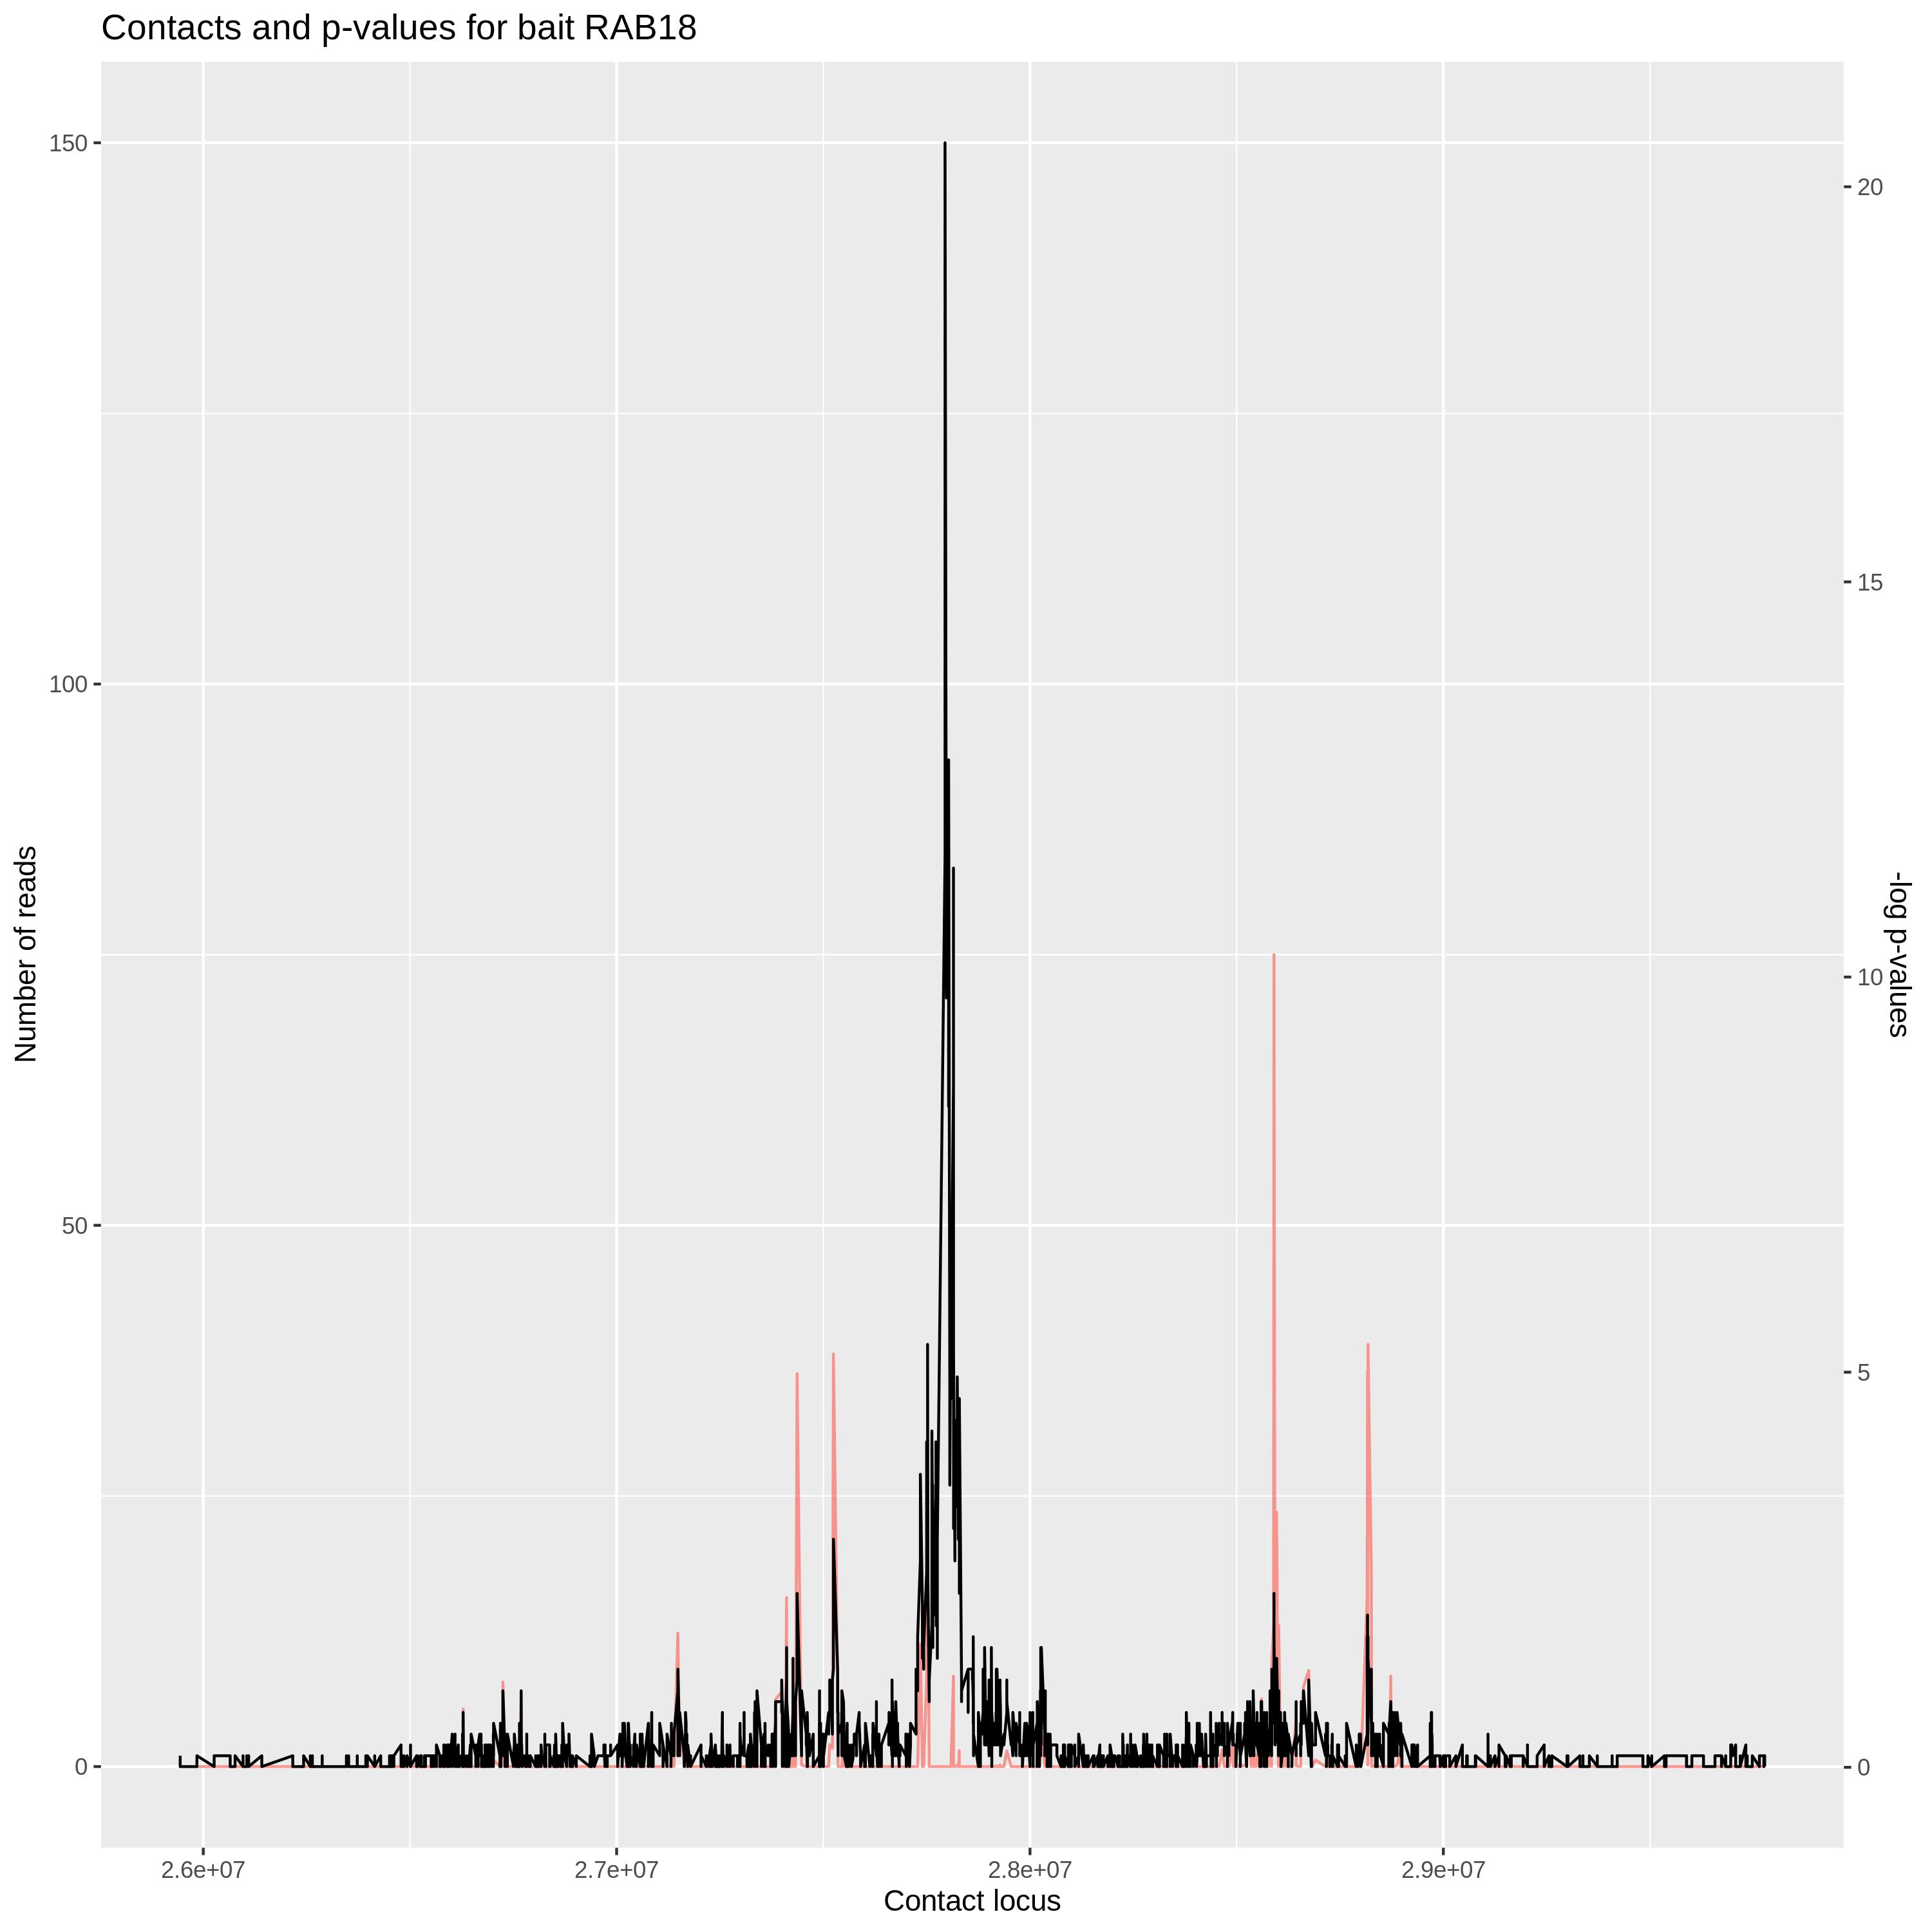 Contacts and p-values for bait RAB18
150
100
50
0
Number of reads
20
15
10
5
0
-log p-values
2.6e+07
2.7e+07
2.8e+07
2.9e+07
Contact locus